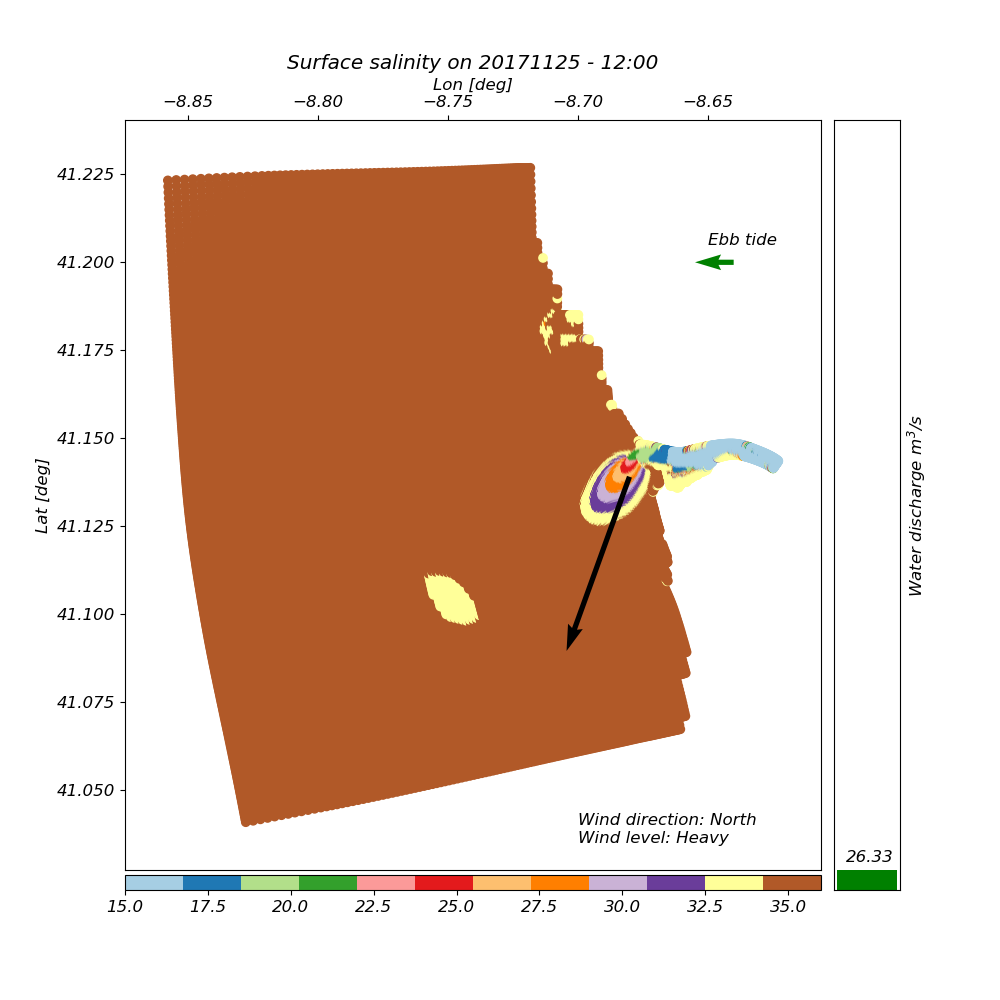 Surface salinity on 20171125 - 12:00
Lon [deg]
−8.85 −8.80 −8.75 −8.70 −8.65
41.225
Ebb tide
41.200
41.175
41.150
Lat [deg]
41.125
41.100
41.075
41.050
Water discharge m³/s
Wind direction: North
Wind level: Heavy
26.33
15.0 17.5 20.0 22.5 25.0 27.5 30.0 32.5 35.0